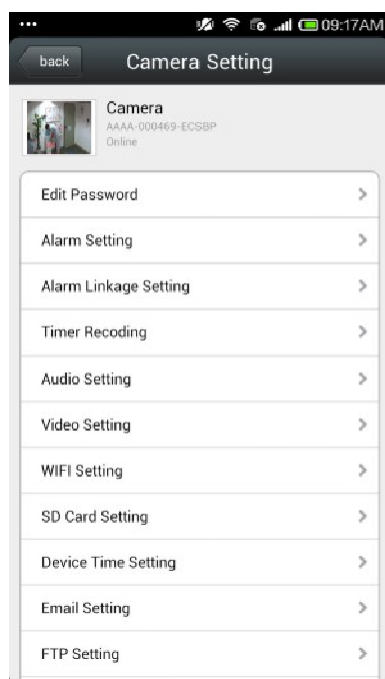 ... 09:17AM
back Camera Setting
Camera
AAAA-000469-ECSBP
Online
Edit Password
Alarm Setting
Alarm Linkage Setting
Timer Recoding
Audio Setting
Video Setting
WIFI Setting
SD Card Setting
Device Time Setting
Email Setting
FTP Setting